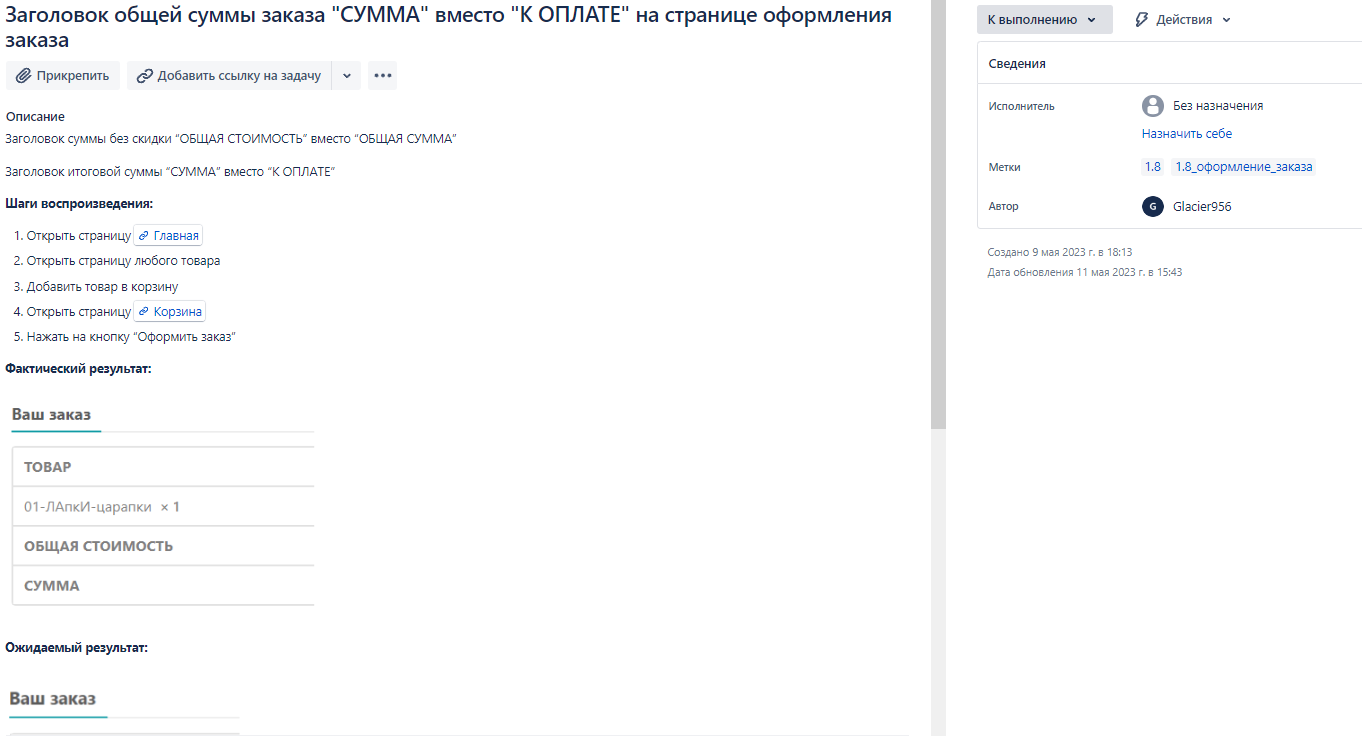 Заголовок общей суммы заказа "СУММА" вместо "К ОПЛАТЕ" на странице оформления
заказа
Прикрепить
Добавить ссылку на задачу
Описание
Заголовок суммы без скидки “ОБЩАЯ СТОИМОСТЬ” вместо “ОБЩАЯ СУММА”
Заголовок итоговой суммы “СУММА” вместо “К ОПЛАТЕ”
Шаги воспроизведения:
1. Открыть страницу Главная
2. Открыть страницу любого товара
3. Добавить товар в корзину
4. Открыть страницу Корзина
5. Нажать на кнопку “Оформить заказ”
Фактический результат:
Ваш заказ
ТОВАР
01-ЛАпкИ-царапки × 1
ОБЩАЯ СТОИМОСТЬ
СУММА
Ожидаемый результат:
Ваш заказ
К выполнению
Действия
Сведения
Исполнитель
Без назначения
Назначить себе
Метки
1.8 1.8_оформление_заказа
Автор
G Glacier956
Создано 9 мая 2023 г. в 18:13
Дата обновления 11 мая 2023 г. в 15:43